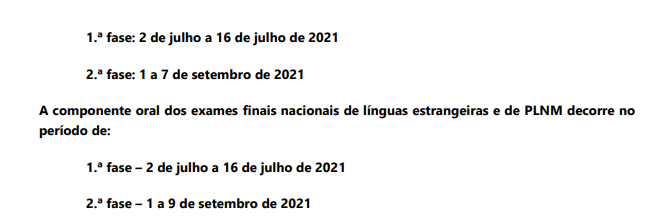 1.ª fase: 2 de julho a 16 de julho de 2021
2.ª fase: 1 a 7 de setembro de 2021
A componente oral dos exames finais nacionais de línguas estrangeiras e de PLNM decorre no
período de:
1.ª fase – 2 de julho a 16 de julho de 2021
2.ª fase – 1 a 9 de setembro de 2021